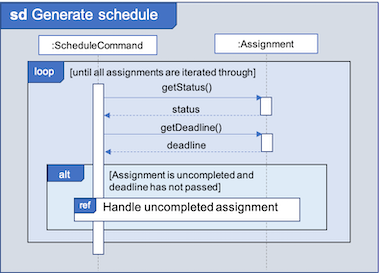 sd Generate schedule
:ScheduleCommand
:Assignment
loop
[until all assignments are iterated through]
getStatus()
status
getDeadline()
deadline
alt
[Assignment is uncompleted and
deadline has not passed]
ref
Handle uncompleted assignment